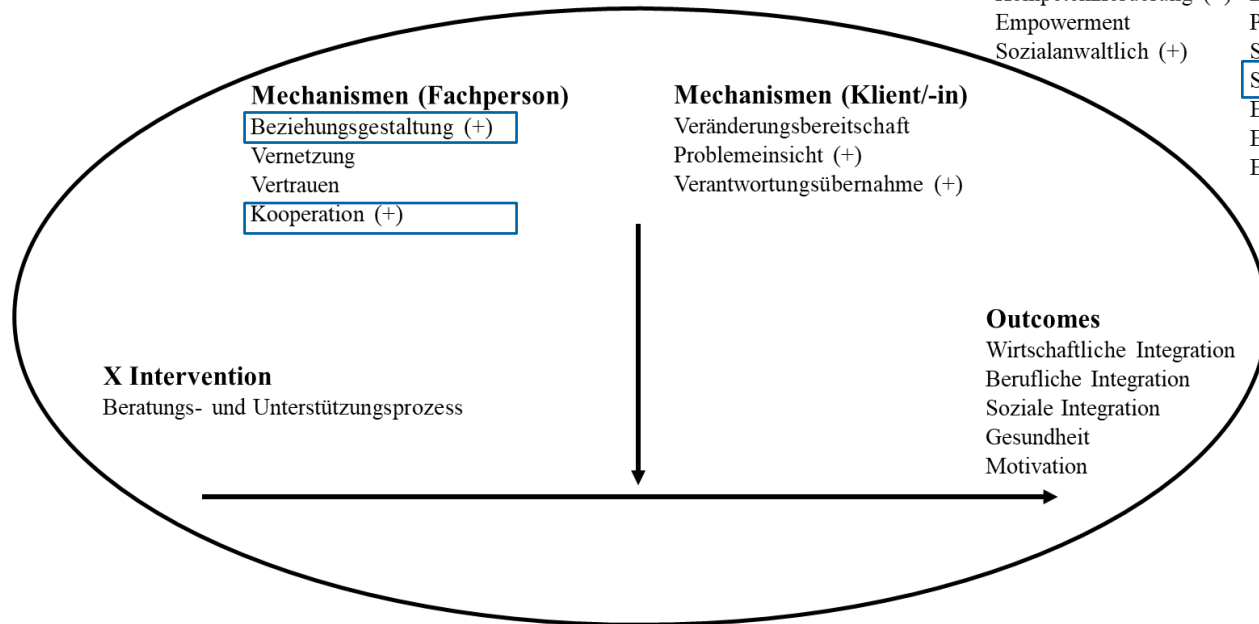 Empowerment
Sozialanwaltlich (+)
Mechanismen (Fachperson)
Beziehungsgestaltung (+)
Vernetzung
Vertrauen
Kooperation (+)
Mechanismen (Klient/-in)
Veränderungsbereitschaft
Problemeinsicht (+)
Verantwortungsübernahme (+)
X Intervention
Beratungs- und Unterstützungsprozess
Outcomes
Wirtschaftliche Integration
Berufliche Integration
Soziale Integration
Gesundheit
Motivation